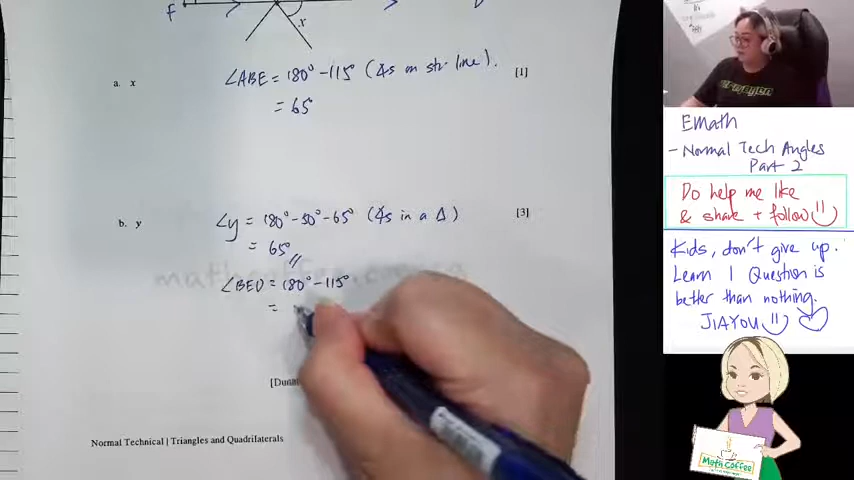 F
x
a. x
∠ABE = 180° - 115° (∡s on str line).
[1]
= 65°
b. y
∠y = 180° - 50° - 65° (∡s in a Δ)
[3]
= 65°//
∠BED = 180° - 115°
=
Normal Technical | Triangles and Quadrilaterals
EMath
- Normal Tech Angles
Part 2
Do help me like
& share + follow
Kids, don't give up.
Learn 1 Question is
better than nothing.
JIAYOU
Math Coffee